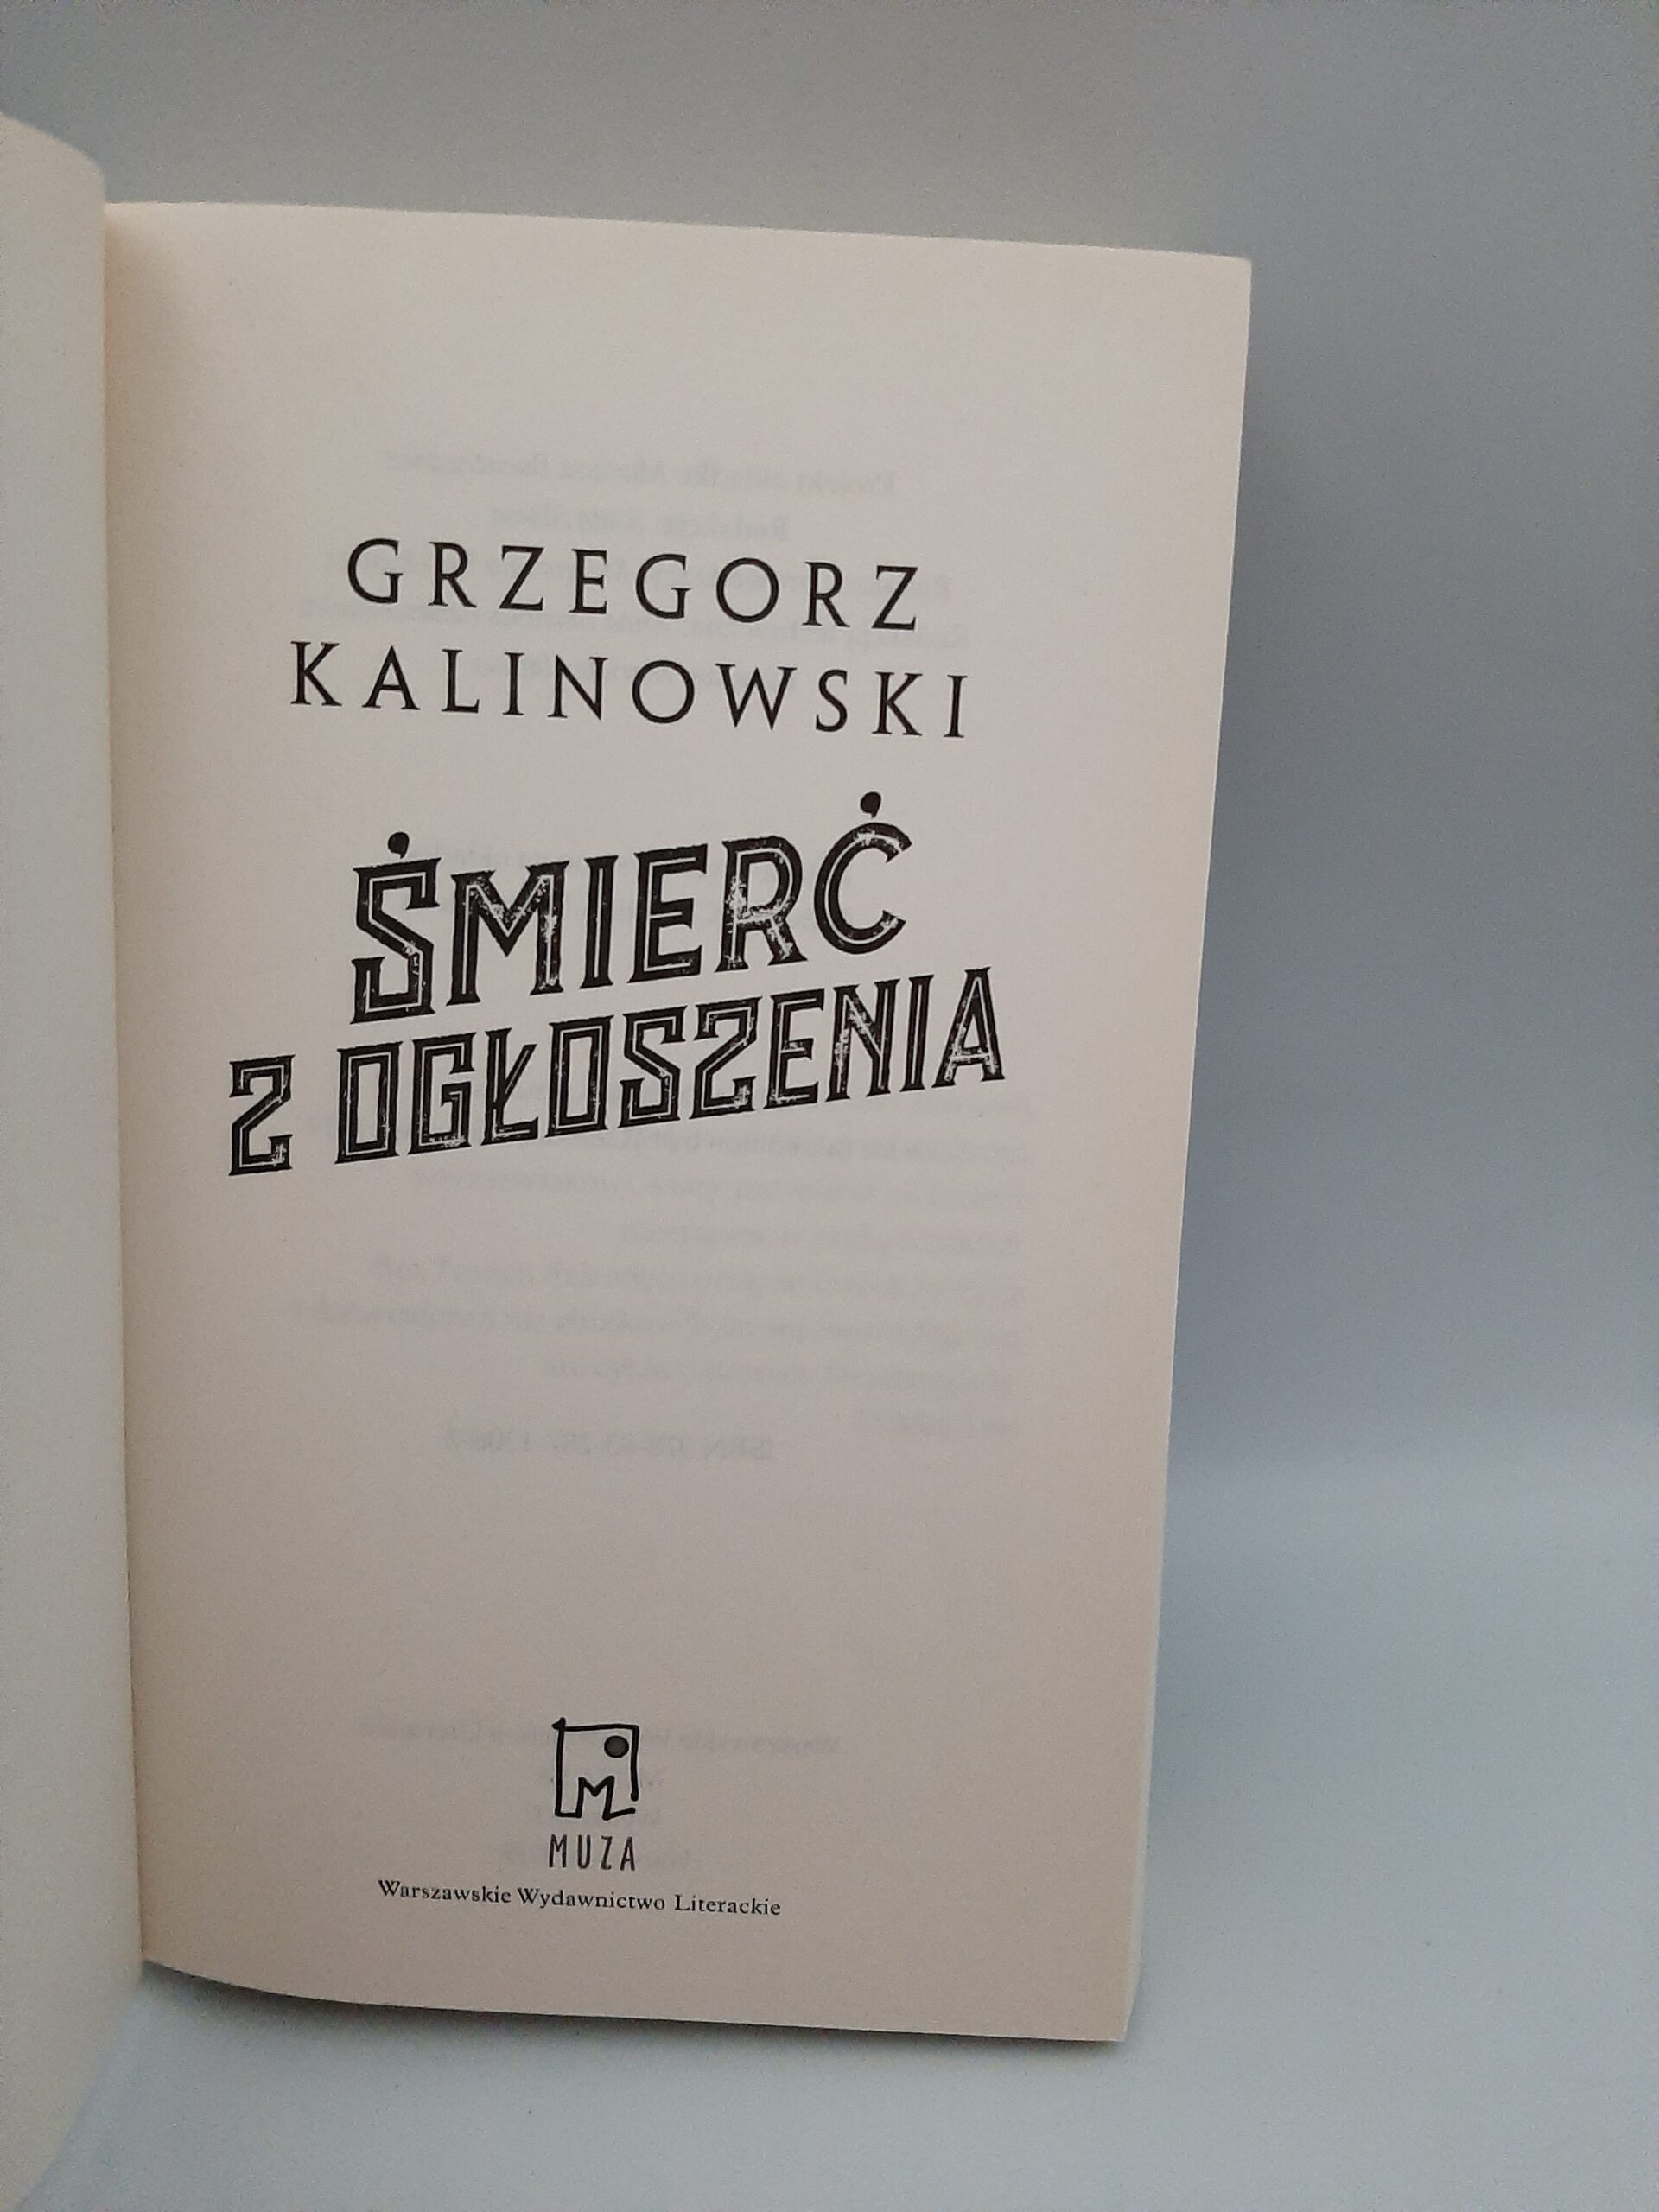 GRZEGORZ
KALINOWSKI
ŚMIERĆ
Z OGŁOSZENIA
M
MUZA
Warszawskie Wydawnictwo Literackie